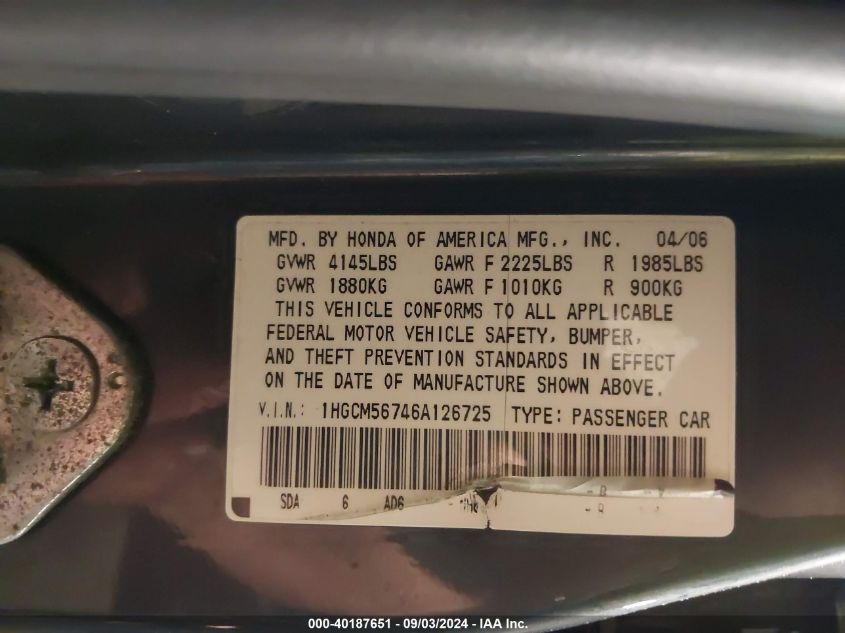 MFD. BY HONDA OF AMERICA MFG., INC. 04/06
GVWR 4145LBS GAWR F 2225LBS R 1985LBS
GVWR 1880KG GAWR F 1010KG R 900KG
THIS VEHICLE CONFORMS TO ALL APPLICABLE
FEDERAL MOTOR VEHICLE SAFETY, BUMPER,
AND THEFT PREVENTION STANDARDS IN EFFECT
ON THE DATE OF MANUFACTURE SHOWN ABOVE.
V.I.N.: 1HGCM56746A126725 TYPE: PASSENGER CAR
SDA 6 AD6
000-40187651 - 09/03/2024 - IAA Inc.